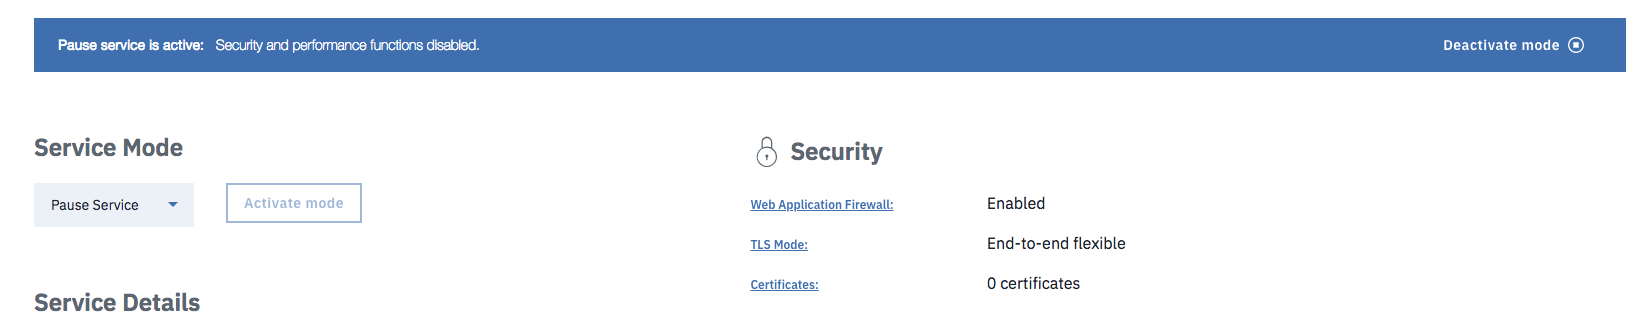 Pause service is active: Security and performance functions disabled.
Deactivate mode
Service Mode
Pause Service
Activate mode
Service Details
Security
Web Application Firewall: Enabled
TLS Mode: End-to-end flexible
Certificates: 0 certificates